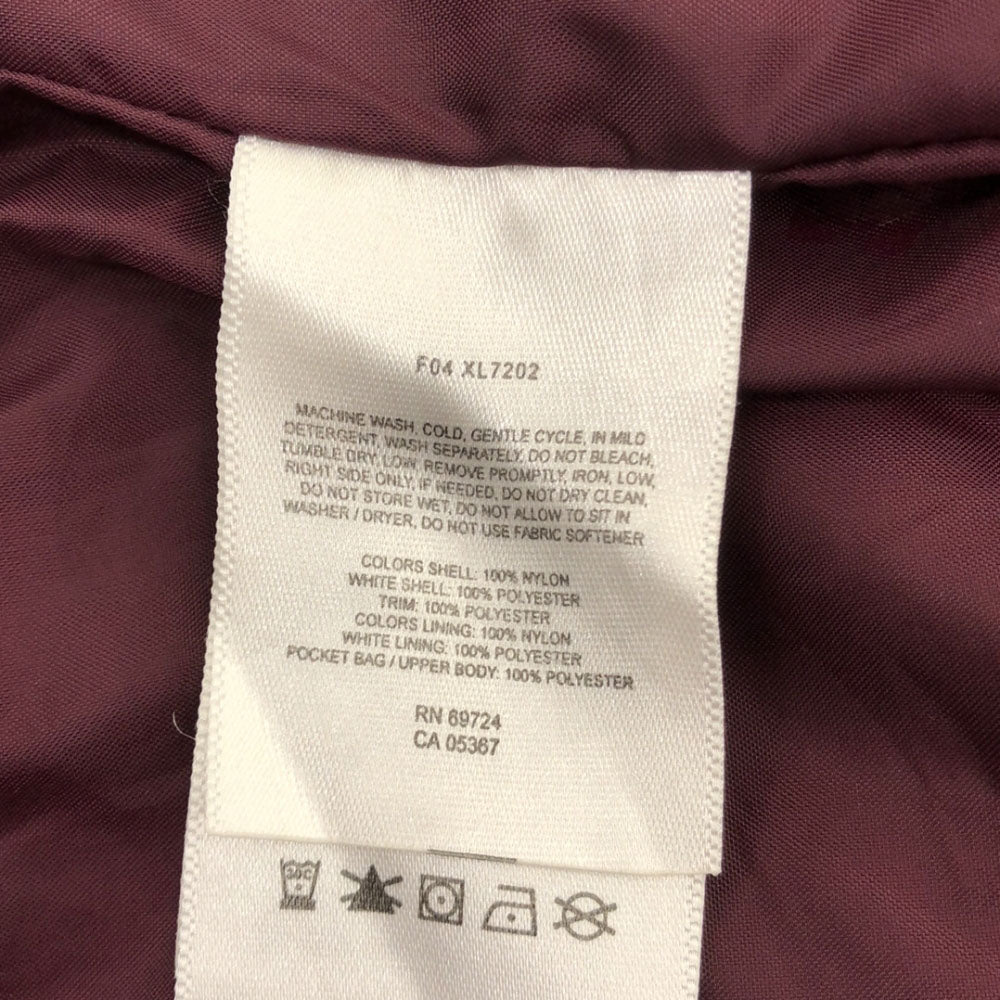 F04 XL7202
MACHINE WASH, COLD, GENTLE CYCLE, IN MILD
DETERGENT, WASH SEPARATELY, DO NOT BLEACH,
TUMBLE DRY, LOW, REMOVE PROMPTLY, IRON, LOW,
RIGHT SIDE ONLY, IF NEEDED, DO NOT DRY CLEAN,
DO NOT STORE WET, DO NOT ALLOW TO SIT IN
WASHER / DRYER, DO NOT USE FABRIC SOFTENER
COLORS SHELL: 100% NYLON
WHITE SHELL: 100% POLYESTER
TRIM: 100% POLYESTER
COLORS LINING: 100% NYLON
WHITE LINING: 100% POLYESTER
POCKET BAG / UPPER BODY: 100% POLYESTER
RN 69724
CA 05367
30C